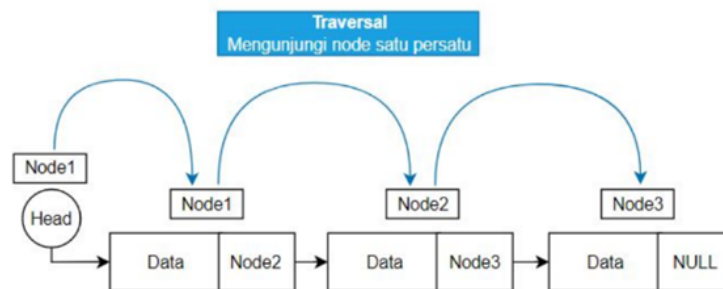 Traversal
Mengunjungi node satu persatu
Node1
Head
Node1
Node2
Node3
Data
Node2
Data
Node3
Data
NULL